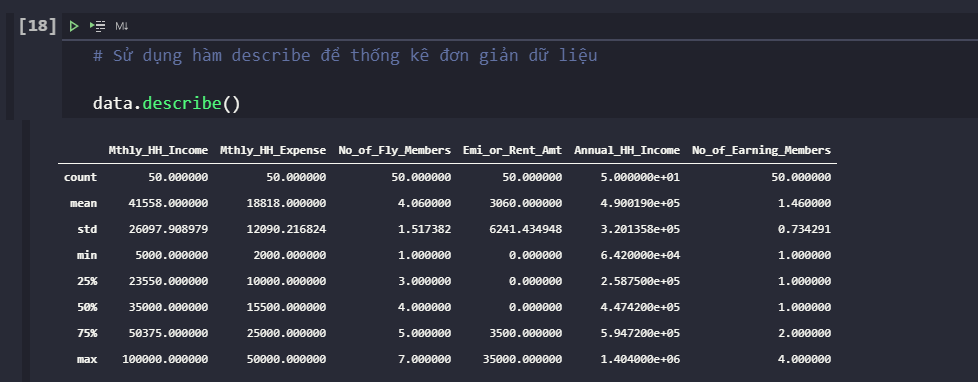 [18] M↓
# Sử dụng hàm describe để thống kê đơn giản dữ liệu
data.describe()
Mthly_HH_Income Mthly_HH_Expense No_of_Fly_Members Emi_or_Rent_Amt Annual_HH_Income No_of_Earning_Members
count 50.000000 50.000000 50.000000 50.000000 5.000000e+01 50.000000
mean 41558.000000 18818.000000 4.060000 3060.000000 4.900190e+05 1.460000
std 26097.908979 12090.216824 1.517382 6241.434948 3.201358e+05 0.734291
min 5000.000000 2000.000000 1.000000 0.000000 6.420000e+04 1.000000
25% 23550.000000 10000.000000 3.000000 0.000000 2.587500e+05 1.000000
50% 35000.000000 15500.000000 4.000000 0.000000 4.474200e+05 1.000000
75% 50375.000000 25000.000000 5.000000 3500.000000 5.947200e+05 2.000000
max 100000.000000 50000.000000 7.000000 35000.000000 1.404000e+06 4.000000